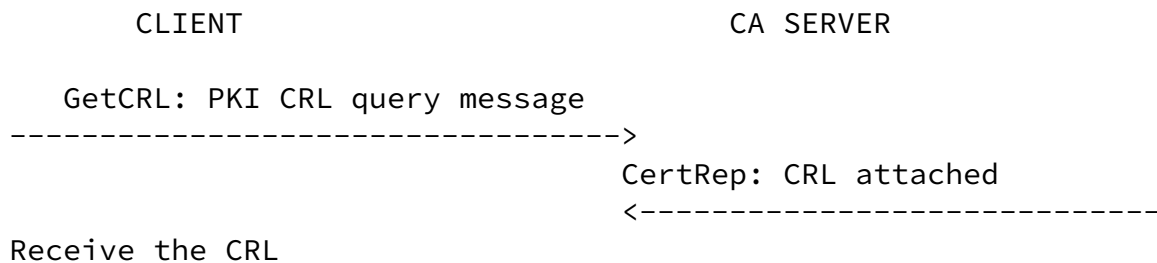 CLIENT CA SERVER
GetCRL: PKI CRL query message
---------------------------------->
CertRep: CRL attached
<-----------------------------
Receive the CRL